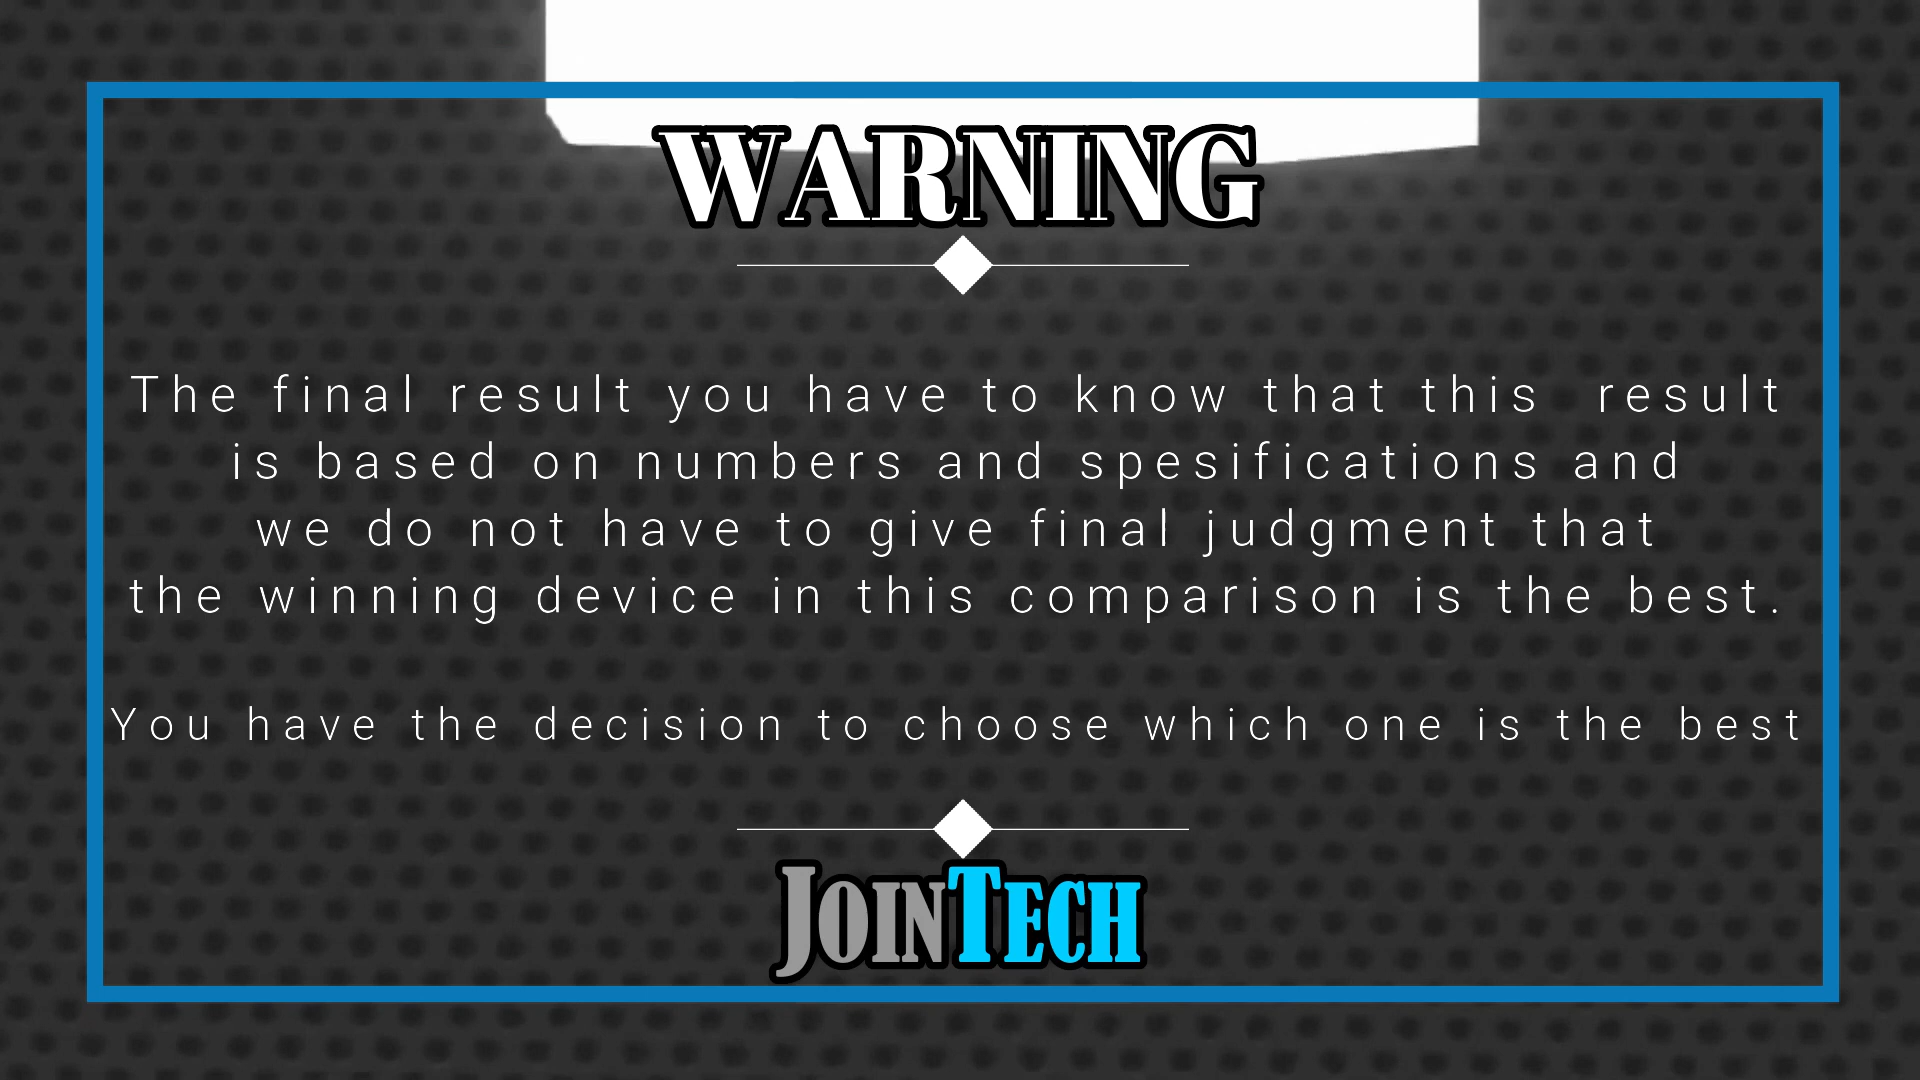 WARNING
The final result you have to know that this result
is based on numbers and spesifications and
we do not have to give final judgment that
the winning device in this comparison is the best.
You have the decision to choose which one is the best
JOINTECH